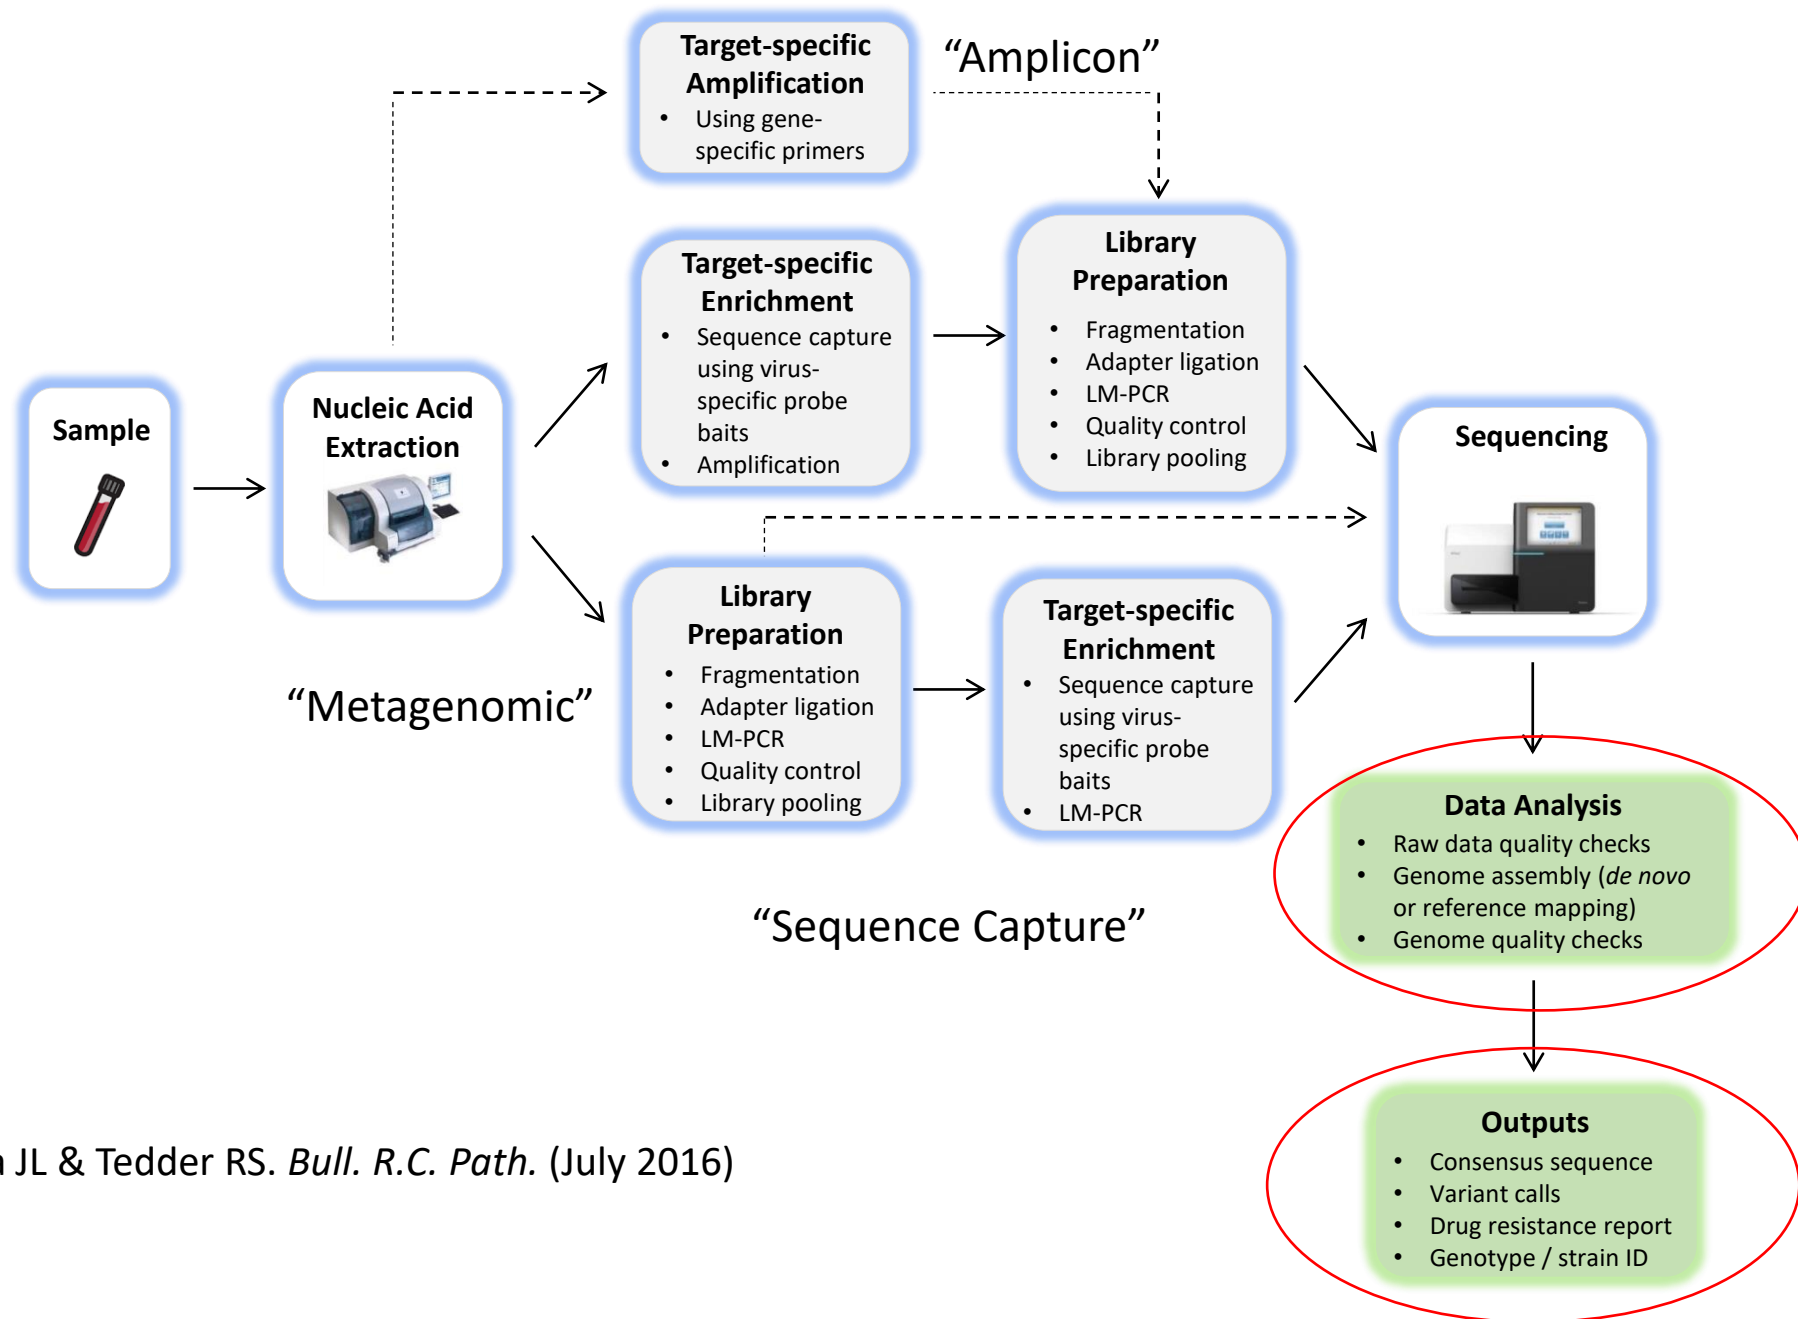 Target-specific
Amplification
• Using gene-
specific primers
“Amplicon”
Target-specific
Enrichment
• Sequence capture
using virus-
specific probe
baits
• Amplification
Library
Preparation
• Fragmentation
• Adapter ligation
• LM-PCR
• Quality control
• Library pooling
Sample
Nucleic Acid
Extraction
Sequencing
Library
Preparation
• Fragmentation
• Adapter ligation
• LM-PCR
• Quality control
• Library pooling
Target-specific
Enrichment
• Sequence capture
using virus-
specific probe
baits
• LM-PCR
“Metagenomic”
“Sequence Capture”
Data Analysis
• Raw data quality checks
• Genome assembly (de novo
or reference mapping)
• Genome quality checks
Outputs
• Consensus sequence
• Variant calls
• Drug resistance report
• Genotype / strain ID
JL & Tedder RS. Bull. R.C. Path. (July 2016)